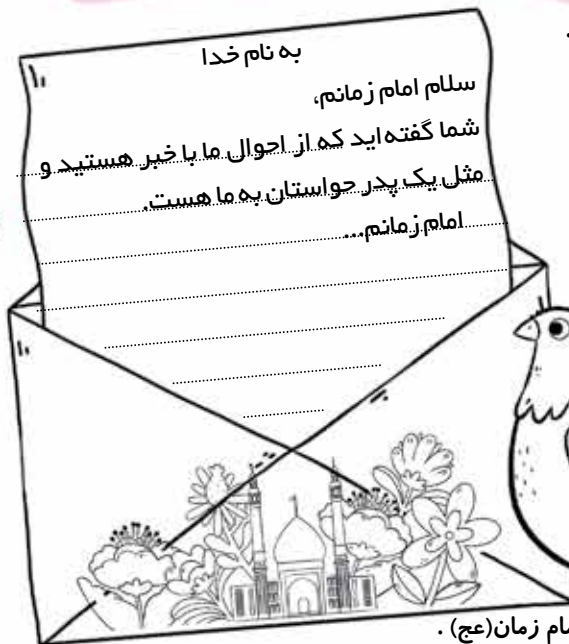 به نام خدا
سلام امام زمانم،
شما گفته‌اید که از احوال ما با خبر هستید و
مثل یک پدر حواستان به ما هست.
امام زمانم...
زمان(عج) .